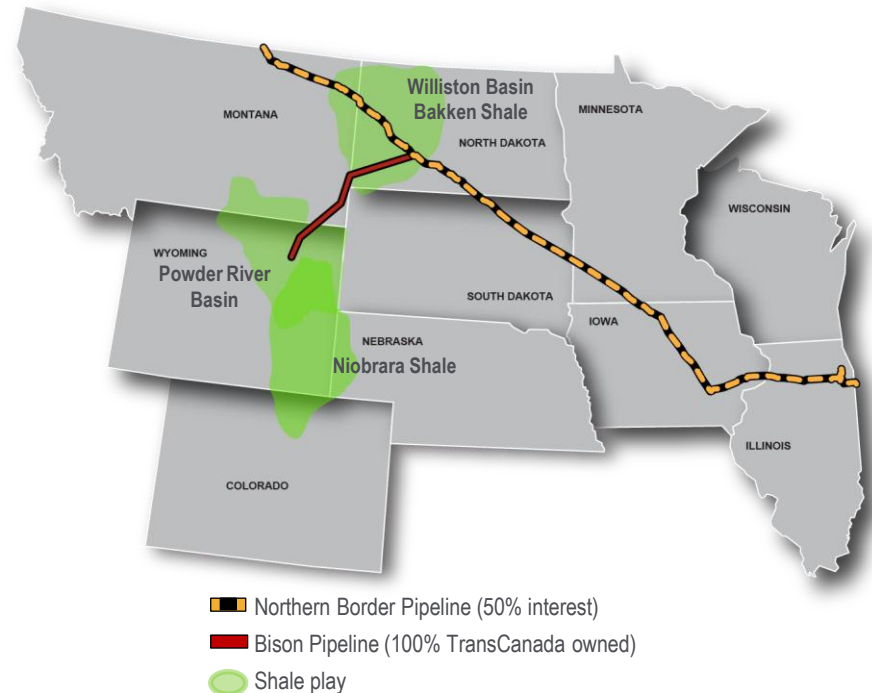 Williston Basin
Bakken Shale
MONTANA
MINNESOTA
NORTH DAKOTA
WISCONSIN
WYOMING
Powder River
Basin
SOUTH DAKOTA
IOWA
NEBRASKA
Niobrara Shale
ILLINOIS
COLORADO
Northern Border Pipeline (50% interest)
Bison Pipeline (100% TransCanada owned)
Shale play